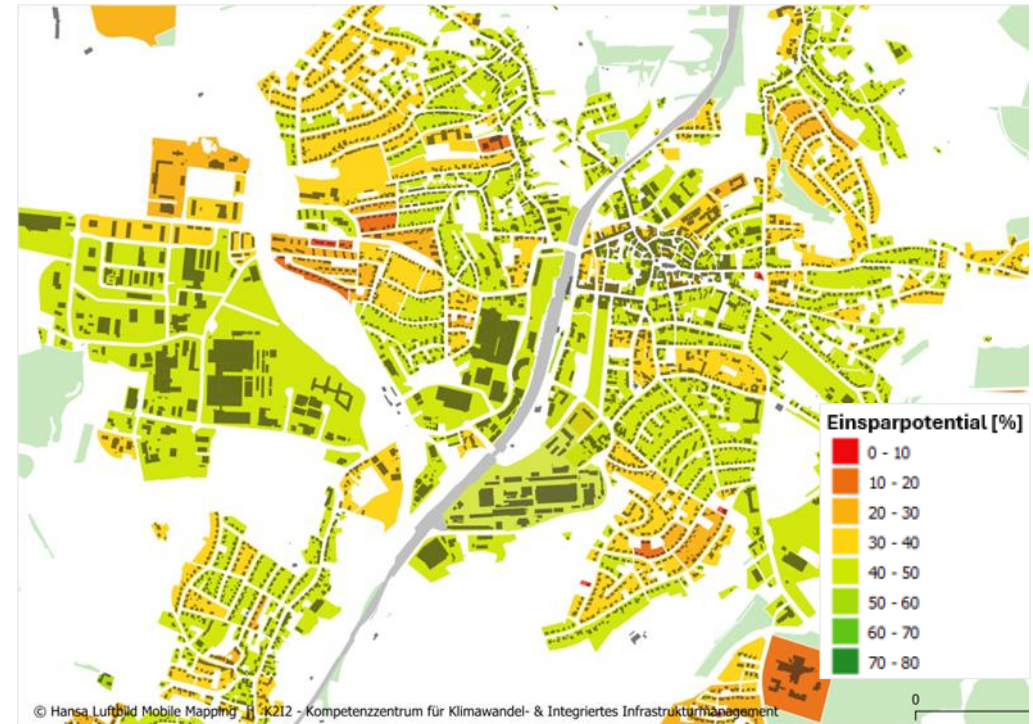 Einsparpotential [%]
0 - 10
10 - 20
20 - 30
30 - 40
40 - 50
50 - 60
60 - 70
70 - 80
0
© Hansa Luftbild Mobile Mapping | K2I2 - Kompetenzzentrum für Klimawandel- & Integriertes Infrastrukturmanagement